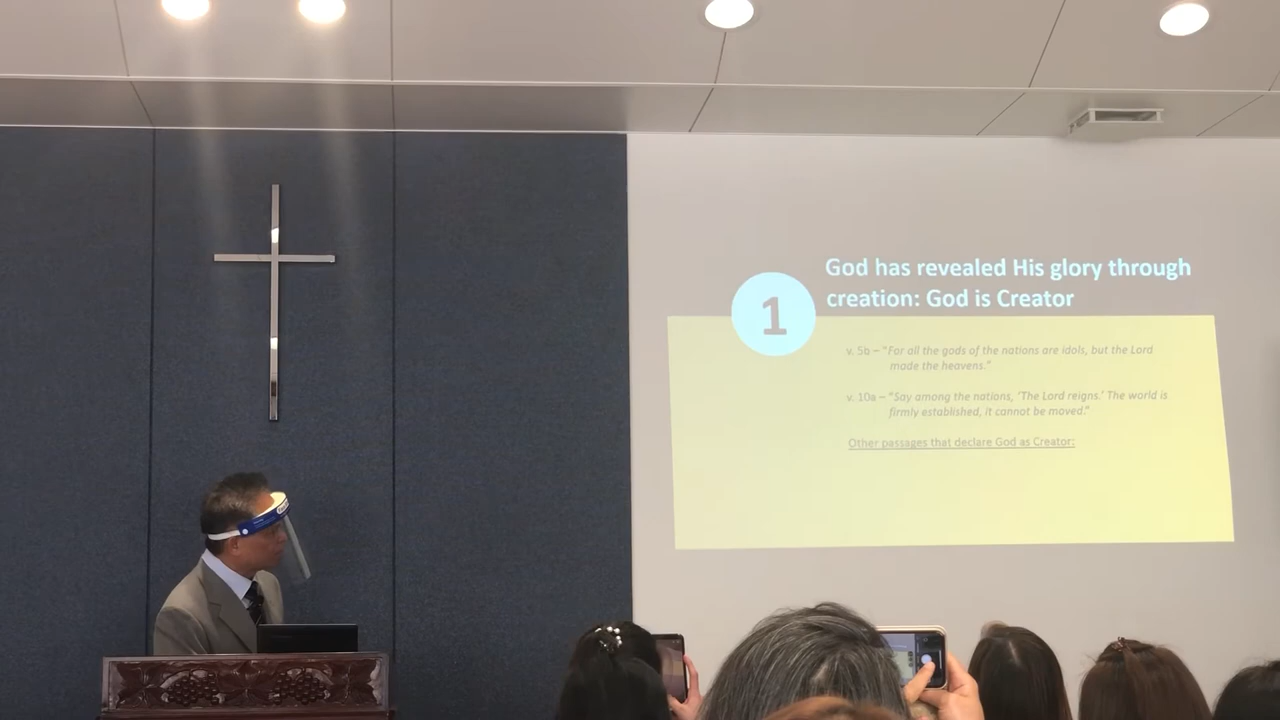 1
God has revealed His glory through
creation: God is Creator
v. 5b – "For all the gods of the nations are idols, but the Lord
made the heavens."
v. 10a – "Say among the nations, 'The Lord reigns.' The world is
firmly established, it cannot be moved."
Other passages that declare God as Creator: